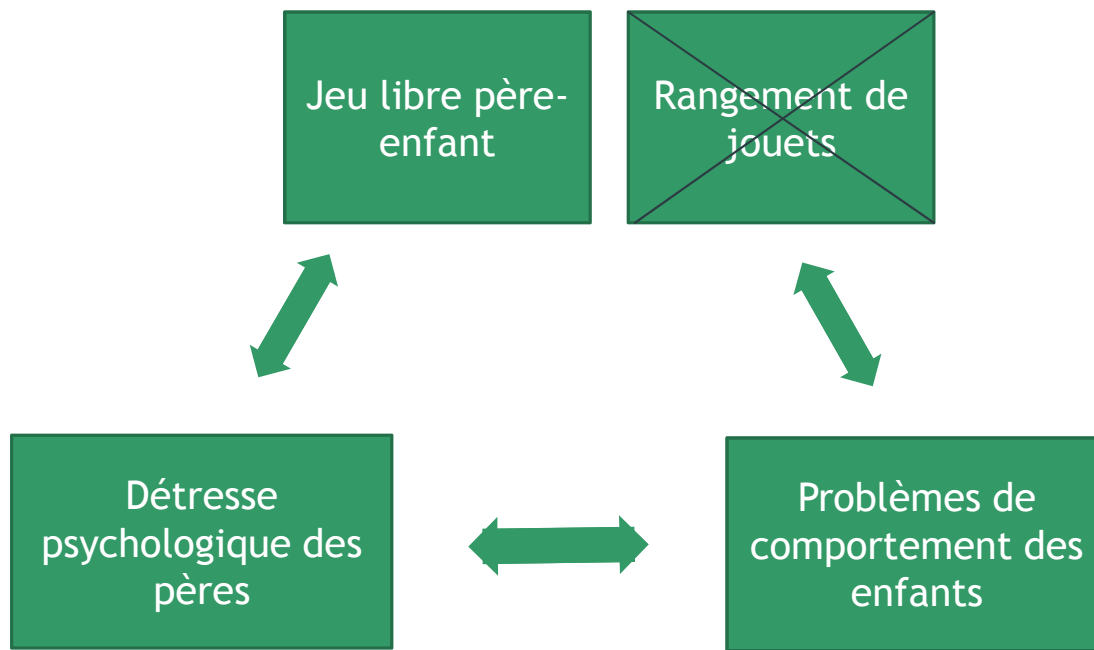 Jeu libre père-
enfant
Rangement de
jouets
Détresse
psychologique des
pères
Problèmes de
comportement des
enfants